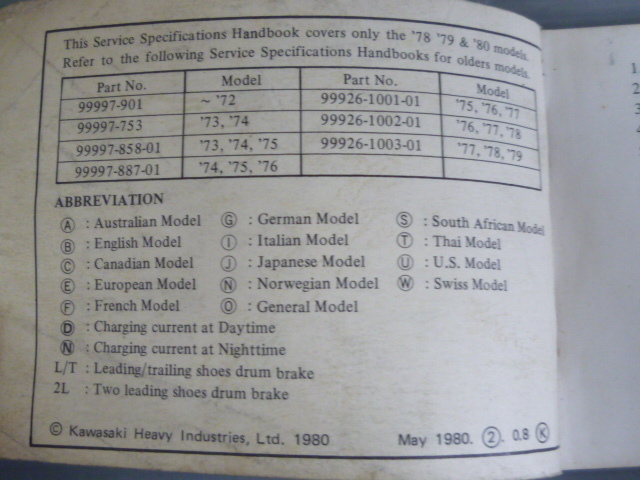 This Service Specifications Handbook covers only the '78 '79 & '80 models.
Refer to the following Service Specifications Handbooks for olders models.
Part No. Model Part No. Model
99997-901 ~ '72 99926-1001-01 '75, '76, '77
99997-753 '73, '74 99926-1002-01 '76, '77, '78
99997-858-01 '73, '74, '75 99926-1003-01 '77, '78, '79
99997-887-01 '74, '75, '76
ABBREVIATION
Ⓐ : Australian Model Ⓖ : German Model Ⓢ : South African Model
Ⓑ : English Model Ⓘ : Italian Model Ⓣ : Thai Model
Ⓒ : Canadian Model Ⓙ : Japanese Model Ⓤ : U.S. Model
Ⓔ : European Model Ⓝ : Norwegian Model Ⓦ : Swiss Model
Ⓕ : French Model Ⓞ : General Model
Ⓓ : Charging current at Daytime
Ⓝ : Charging current at Nighttime
L/T : Leading/trailing shoes drum brake
2L : Two leading shoes drum brake
© Kawasaki Heavy Industries, Ltd. 1980 May 1980. ②. 0.8 Ⓚ